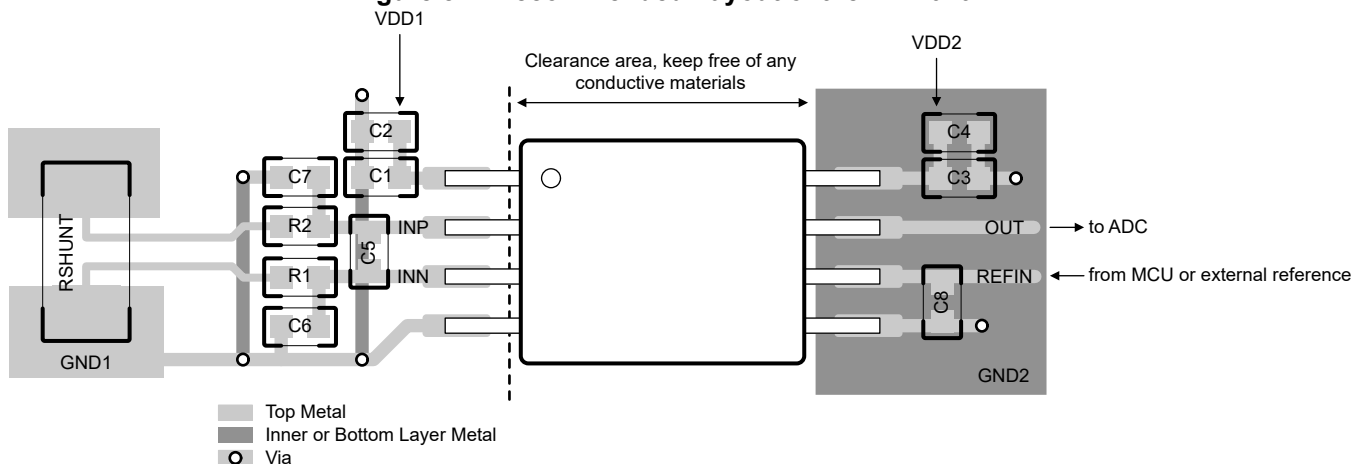 VDD1
Clearance area, keep free of any
conductive materials
VDD2
C2
C4
C7
C1
C3
R2
INP
OUT
to ADC
RSHUNT
C5
R1
INN
REFIN
from MCU or external reference
C8
C6
GND1
GND2
Top Metal
Inner or Bottom Layer Metal
Via